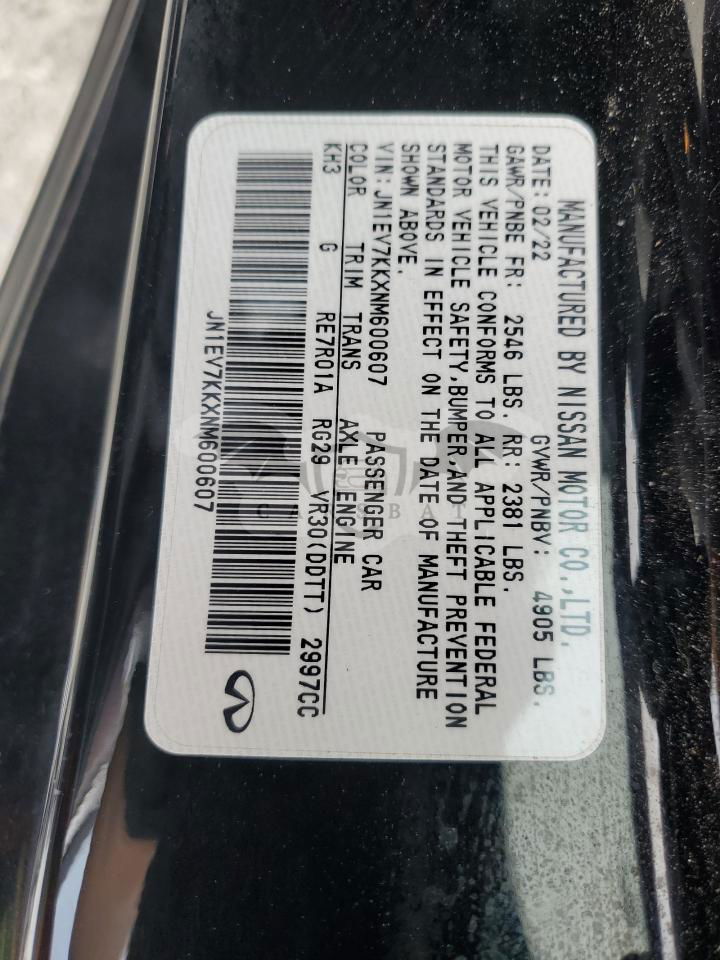 MANUFACTURED BY NISSAN MOTOR CO.,LTD.
DATE: 02/22 GVWR/PNBV: 4905 LBS.
GAWR/PNBE FR: 2546 LBS. RR: 2381 LBS.
THIS VEHICLE CONFORMS TO ALL APPLICABLE FEDERAL
MOTOR VEHICLE SAFETY,BUMPER,AND THEFT PREVENTION
STANDARDS IN EFFECT ON THE DATE OF MANUFACTURE
SHOWN ABOVE.
VIN:JN1EV7KKXNM600607 PASSENGER CAR
COLOR TRIM TRANS AXLE ENGINE
KH3 G RE7R01A RG29 VR30(DDTT) 2997CC
JN1EV7KKXNM600607